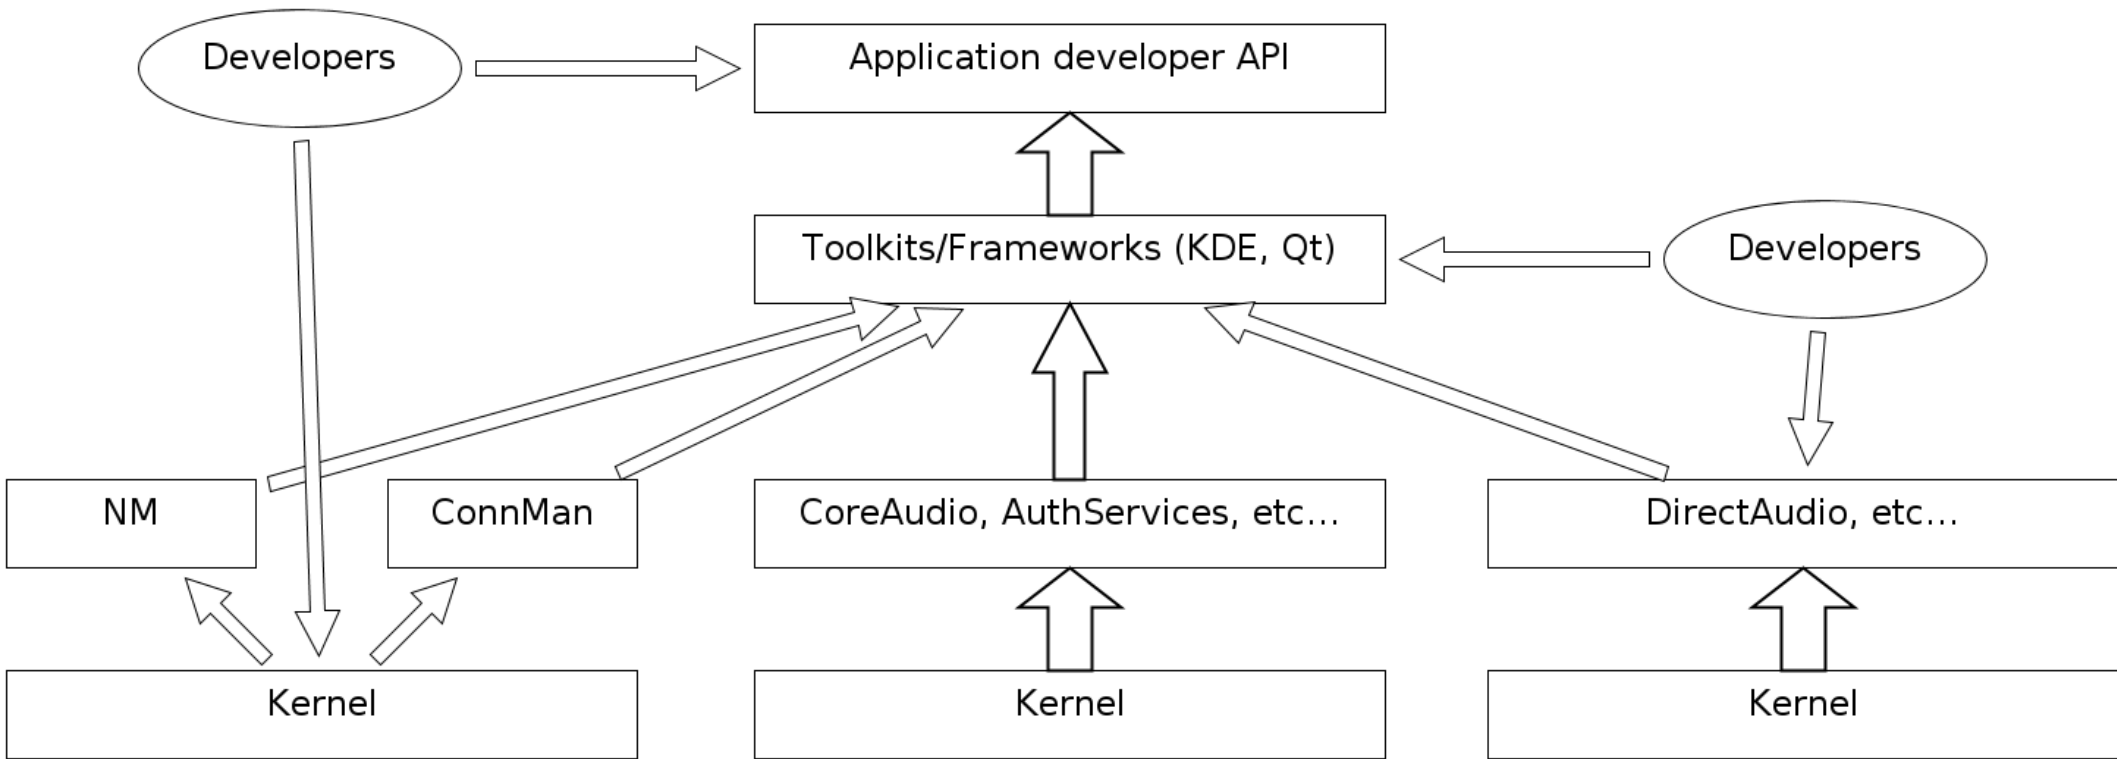 Developers
Application developer API
Toolkits/Frameworks (KDE, Qt)
Developers
NM
ConnMan
CoreAudio, AuthServices, etc...
DirectAudio, etc...
Kernel
Kernel
Kernel